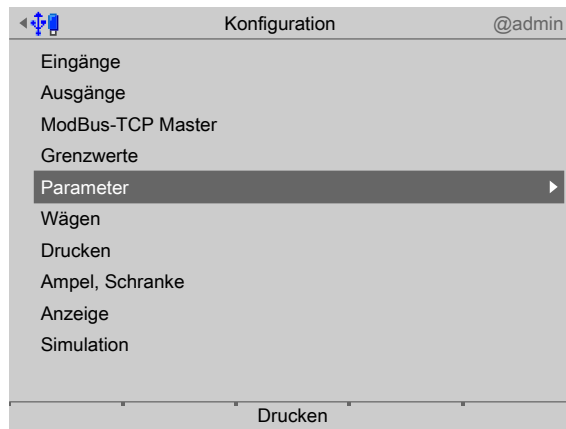 Konfiguration @admin
Eingänge
Ausgänge
ModBus-TCP Master
Grenzwerte
Parameter
Wägen
Drucken
Ampel, Schranke
Anzeige
Simulation
Drucken